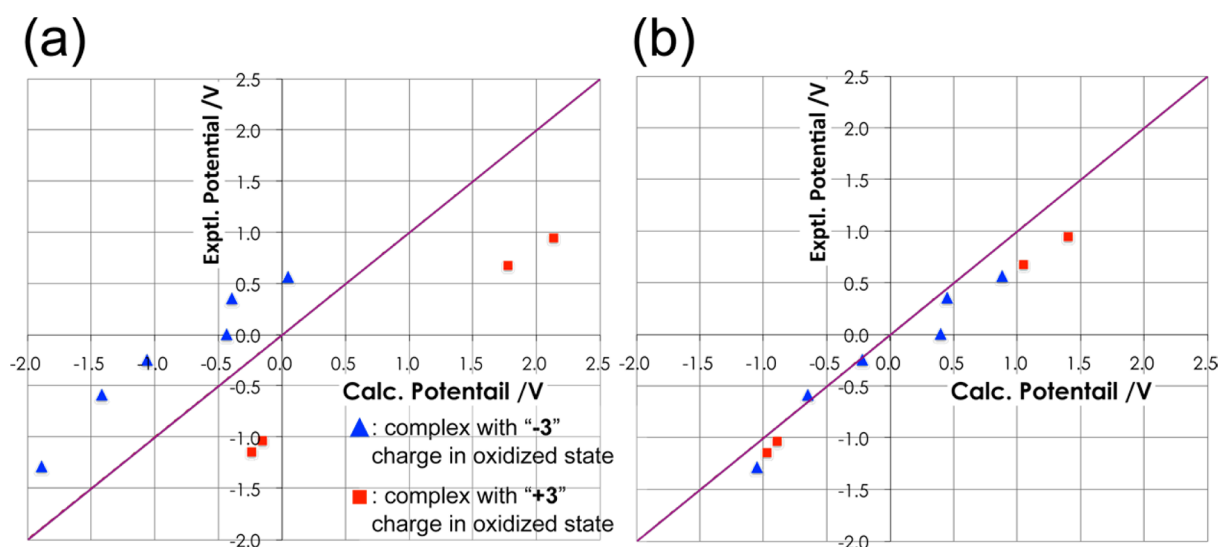 (a)
(b)
Exptl. Potential /V
2.5
2.0
1.5
1.0
0.5
0.0
-0.5
-1.0
-1.5
-2.0
-2.0 -1.5 -1.0 -0.5 0.0 0.5 1.0 1.5 2.0 2.5
Calc. Potentail /V
▲: complex with "-3"
charge in oxidized state
■: complex with "+3"
charge in oxidized state
Exptl. Potential /V
2.5
2.0
1.5
1.0
0.5
0.0
-0.5
-1.0
-1.5
-2.0
-2.0 -1.5 -1.0 -0.5 0.0 0.5 1.0 1.5 2.0 2.5
Calc. Potentail /V